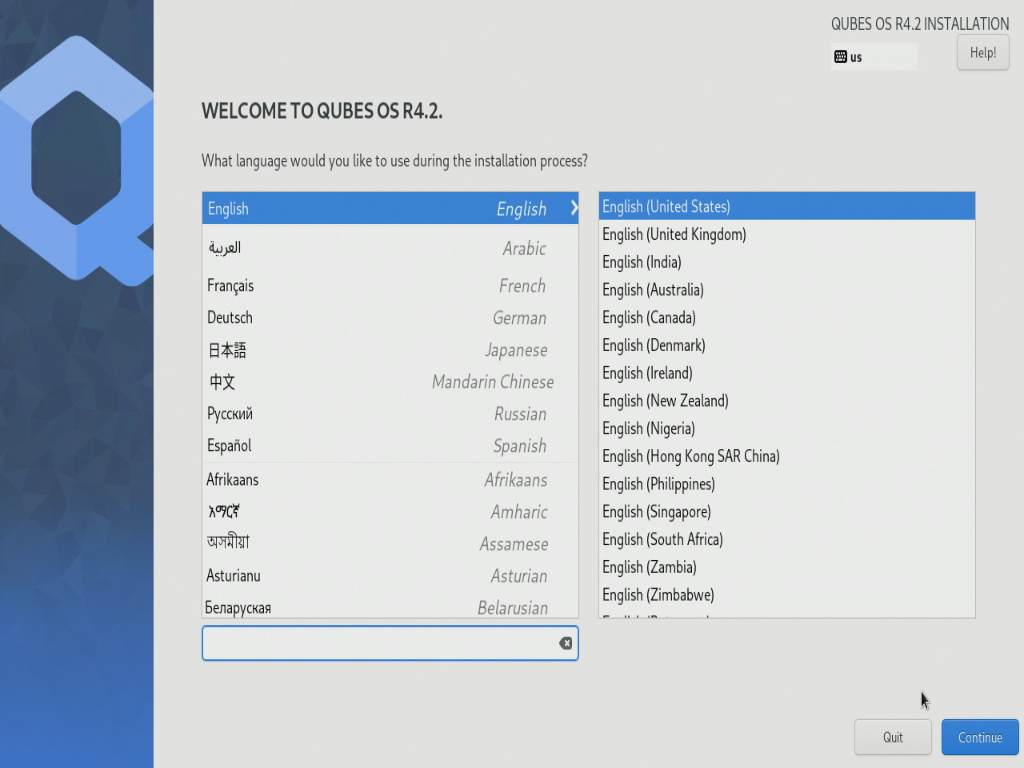 QUBES OS R4.2 INSTALLATION
us
Help!
WELCOME TO QUBES OS R4.2.
What language would you like to use during the installation process?
English English
العربية Arabic
Français French
Deutsch German
日本語 Japanese
中文 Mandarin Chinese
Русский Russian
Español Spanish
Afrikaans Afrikaans
አማርኛ Amharic
অসমীয়া Assamese
Asturianu Asturian
Беларуская Belarusian
English (United States)
English (United Kingdom)
English (India)
English (Australia)
English (Canada)
English (Denmark)
English (Ireland)
English (New Zealand)
English (Nigeria)
English (Hong Kong SAR China)
English (Philippines)
English (Singapore)
English (South Africa)
English (Zambia)
English (Zimbabwe)
Quit
Continue